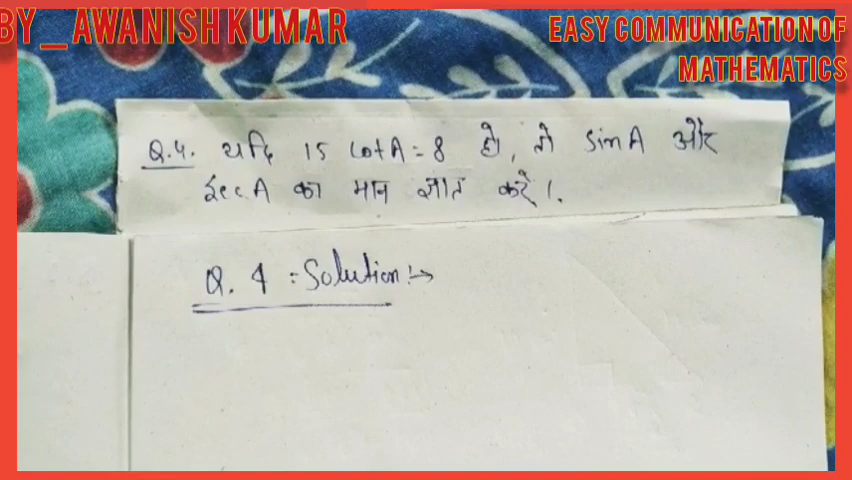 BY_ AWANISH KUMAR
EASY COMMUNICATION OF
MATHEMATICS
Q.4. यदि 15 cotA = 8 हो, तो sinA और
secA का मान ज्ञात करें।.
Q. 4 :Solution:→